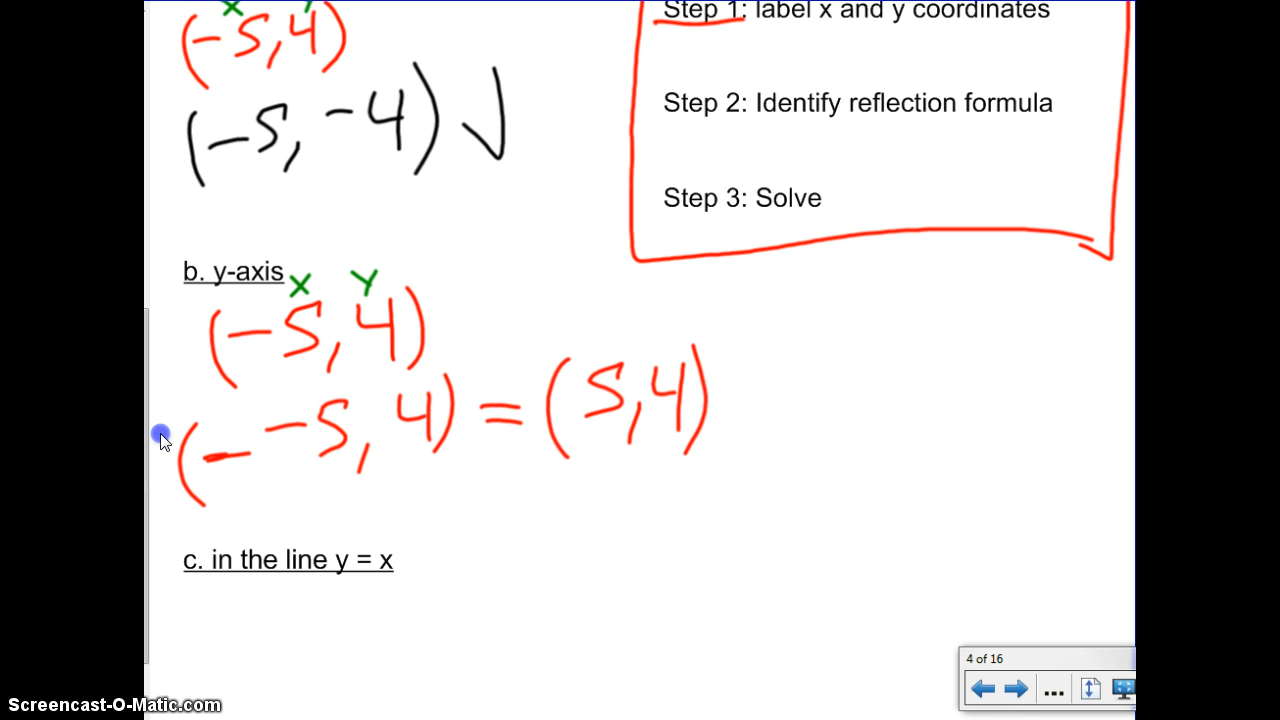 x y
(-5,4)
(-5,-4)
Step 1: label x and y coordinates
Step 2: Identify reflection formula
Step 3: Solve
b. y-axis
x y
(-5,4)
(--5,4) = (5,4)
c. in the line y = x
4 of 16
...
Screencast-O-Matic.com